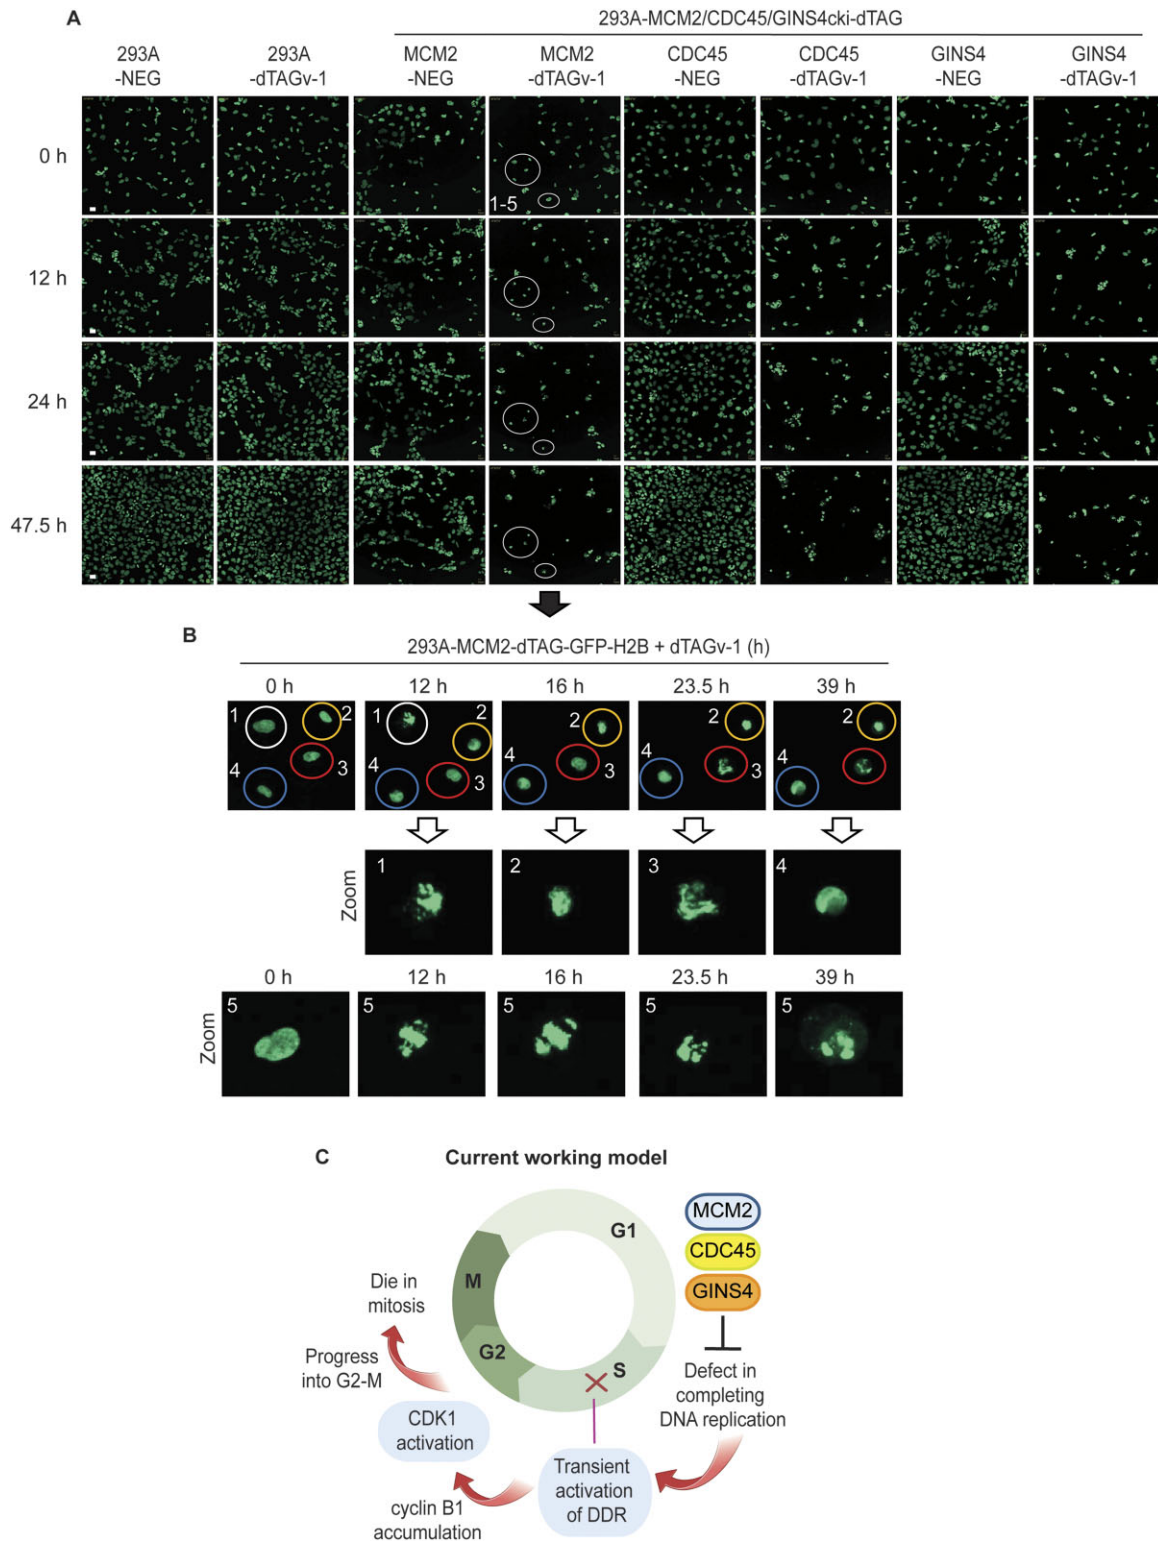 A
293A-MCM2/CDC45/GINS4cki-dTAG
293A
-NEG
293A
-dTAGv-1
MCM2
-NEG
MCM2
-dTAGv-1
CDC45
-NEG
CDC45
-dTAGv-1
GINS4
-NEG
GINS4
-dTAGv-1
0 h
1-5
12 h
24 h
47.5 h
B
293A-MCM2-dTAG-GFP-H2B + dTAGv-1 (h)
0 h
12 h
16 h
23.5 h
39 h
1
2
3
4
1
2
3
4
2
3
4
2
3
4
2
4
Zoom
1
2
3
4
0 h
12 h
16 h
23.5 h
39 h
Zoom
5
5
5
5
5
C
Current working model
MCM2
CDC45
GINS4
G1
M
G2
S
Die in
mitosis
Progress
into G2-M
CDK1
activation
cyclin B1
accumulation
Transient
activation
of DDR
Defect in
completing
DNA replication